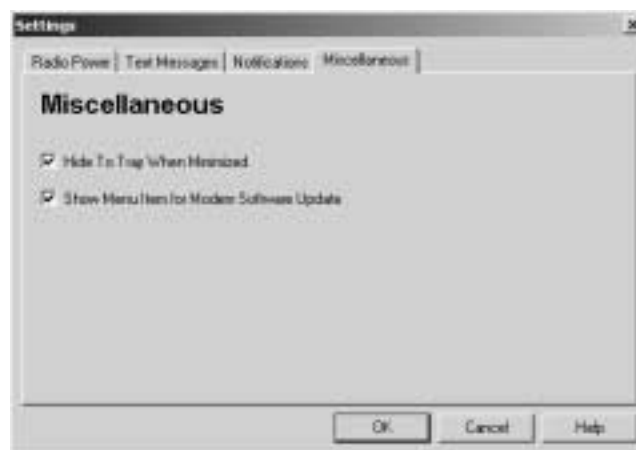 Settings
Radio Power Text Messages Notifications Miscellaneous
Miscellaneous
Hide To Tray When Minimized
Show Menu Item for Modem Software Update
OK Cancel Help